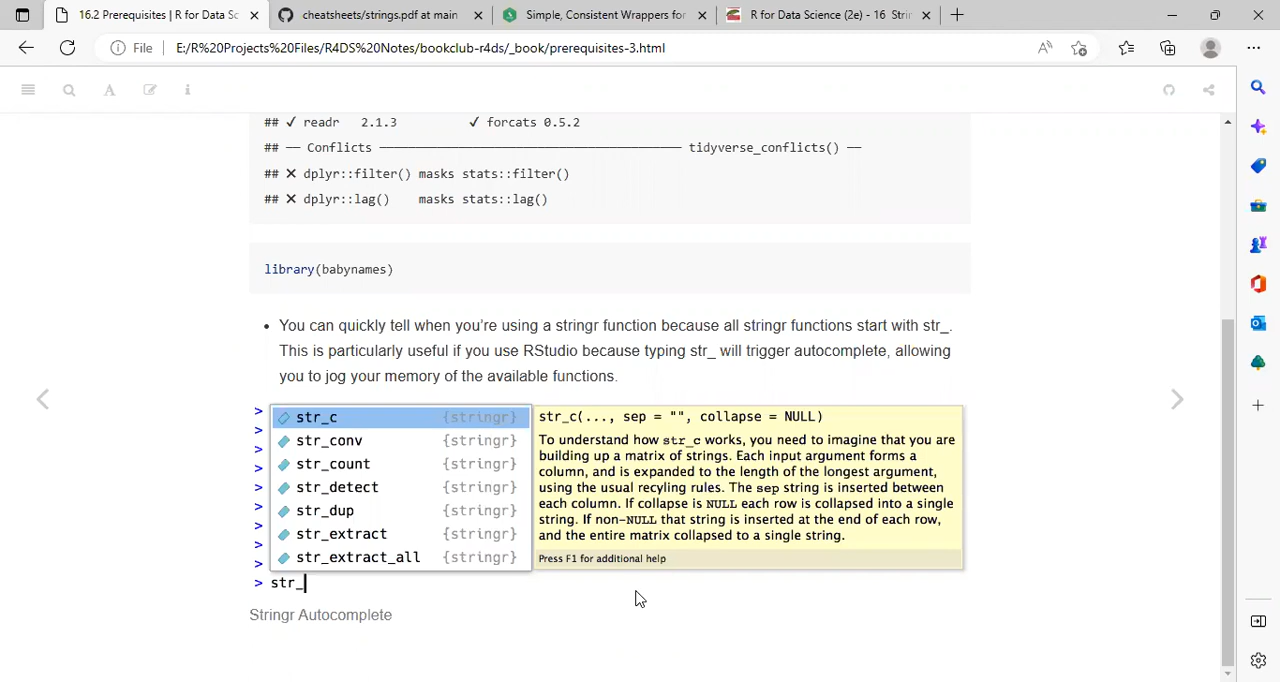 16.2 Prerequisites | R for Data Sc
cheatsheets/strings.pdf at main
Simple, Consistent Wrappers for
R for Data Science (2e) - 16 Strin
File
E:/R%20Projects%20Files/R4DS%20Notes/bookclub-r4ds/_book/prerequisites-3.html
## ✓ readr   2.1.3          ✓ forcats 0.5.2
## ── Conflicts ───────────────────────────────────── tidyverse_conflicts() ──
## ✕ dplyr::filter() masks stats::filter()
## ✕ dplyr::lag()    masks stats::lag()
library(babynames)
• You can quickly tell when you’re using a stringr function because all stringr functions start with str_.
This is particularly useful if you use RStudio because typing str_ will trigger autocomplete, allowing
you to jog your memory of the available functions.
>
>
>
>
>
>
>
>
>
str_c {stringr}
str_conv {stringr}
str_count {stringr}
str_detect {stringr}
str_dup {stringr}
str_extract {stringr}
str_extract_all {stringr}
str_c(..., sep = "", collapse = NULL)
To understand how str_c works, you need to imagine that you are
building up a matrix of strings. Each input argument forms a
column, and is expanded to the length of the longest argument,
using the usual recyling rules. The sep string is inserted between
each column. If collapse is NULL each row is collapsed into a single
string. If non-NULL that string is inserted at the end of each row,
and the entire matrix collapsed to a single string.
Press F1 for additional help
> str_
Stringr Autocomplete